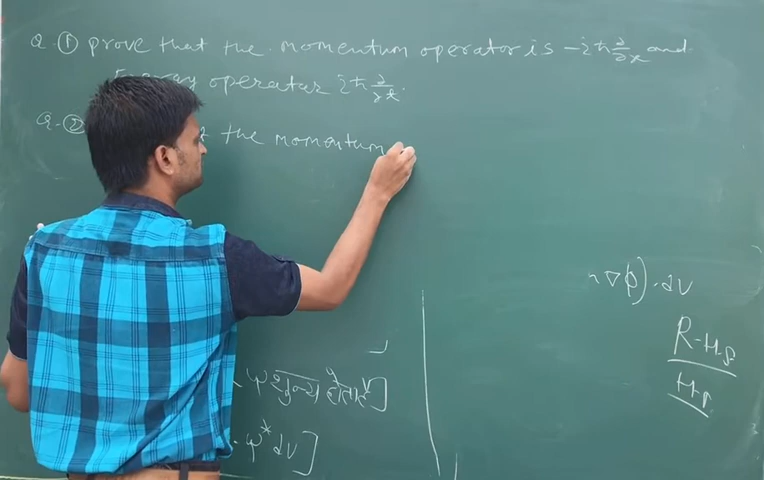 Q.① prove that the momentum operator is -iħ ∂/∂x and
Energy operator iħ ∂/∂t.
Q.② the momentum
∇φ).dv
R.H.S
ψ शून्य होता है]
ψ* dv]